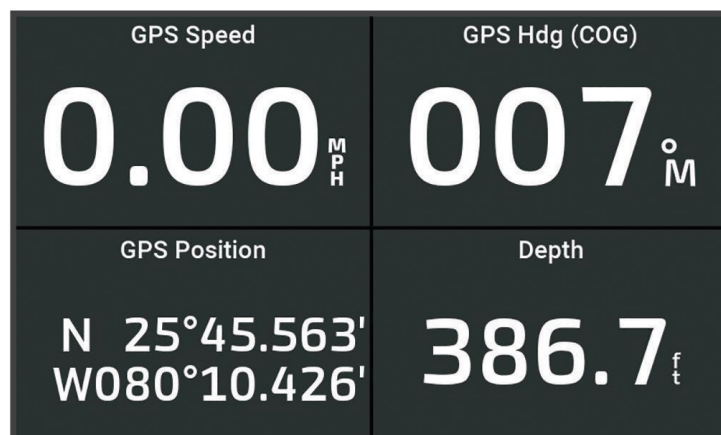 GPS Speed
0.00 MPH
GPS Hdg (COG)
007 °M
GPS Position
N 25°45.563'
W080°10.426'
Depth
386.7 ft